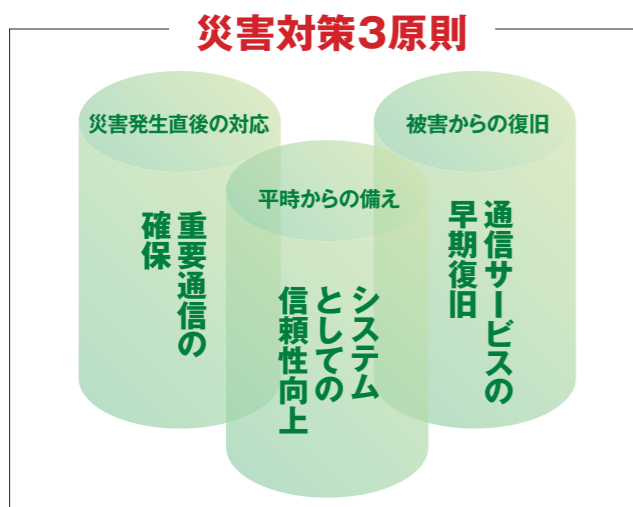 災害対策3原則
災害発生直後の対応
重要通信の
確保
平時からの備え
システム
としての
信頼性向上
被害からの復旧
通信サービスの
早期復旧